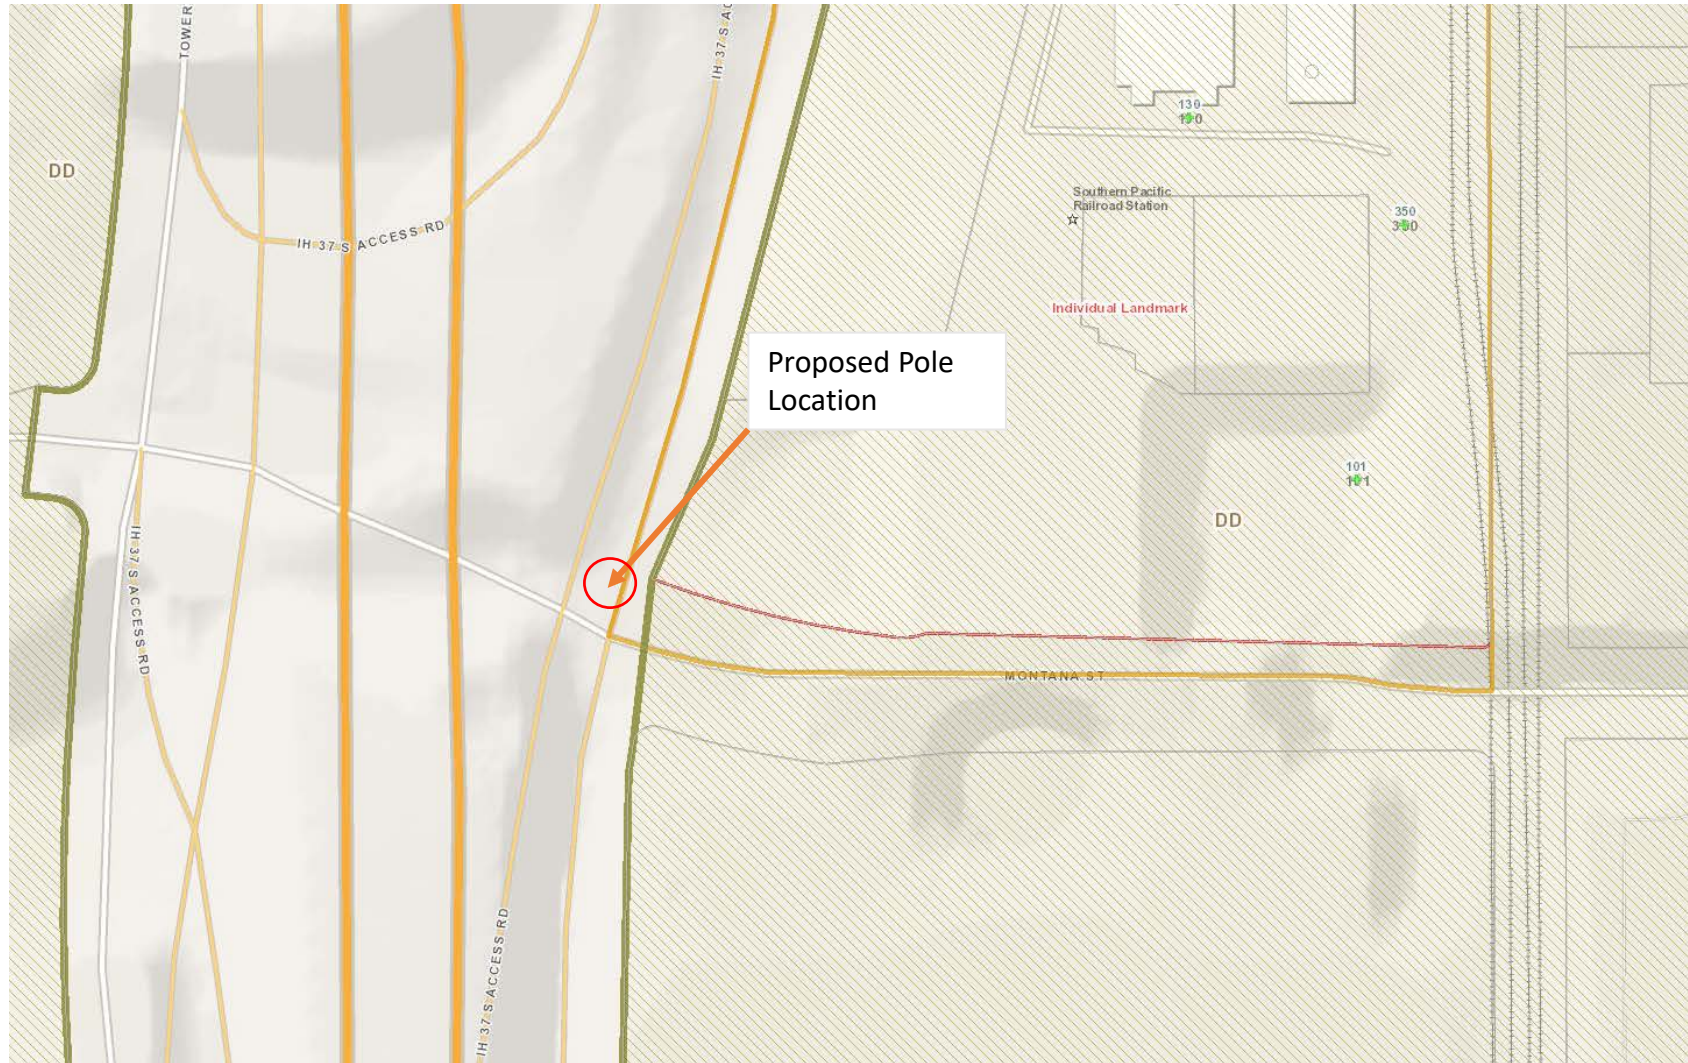 TOWER
IH 37 S AC
130
DD
Southern Pacific
Railroad Station
350
IH 37 S ACCESS RD
Individual Landmark
Proposed Pole
Location
101
DD
IH 37 S ACCESS RD
MONTANA ST
IH 37 S ACCESS RD